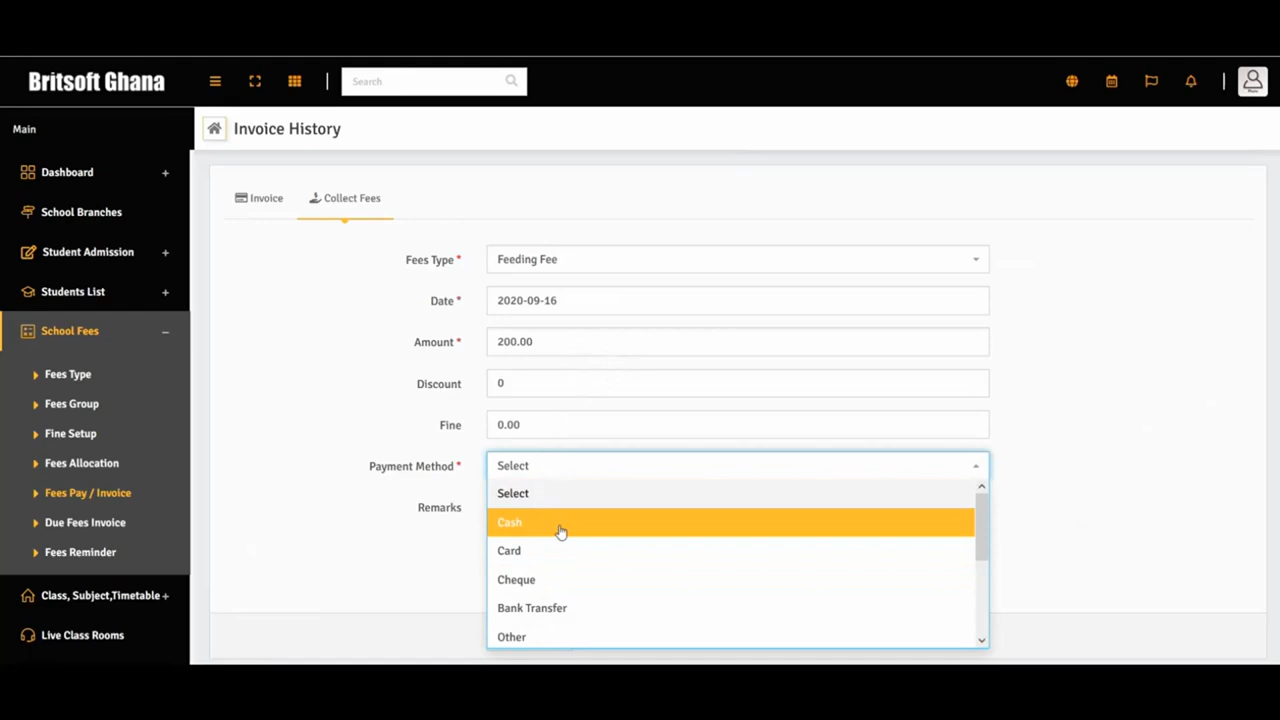 Britsoft Ghana
Search
Main
Invoice History
Dashboard +
School Branches
Student Admission +
Students List +
School Fees –
Fees Type
Fees Group
Fine Setup
Fees Allocation
Fees Pay / Invoice
Due Fees Invoice
Fees Reminder
Class, Subject,Timetable +
Live Class Rooms
Invoice
Collect Fees
Fees Type * Feeding Fee
Date * 2020-09-16
Amount * 200.00
Discount 0
Fine 0.00
Payment Method * Select
Remarks
Select
Cash
Card
Cheque
Bank Transfer
Other